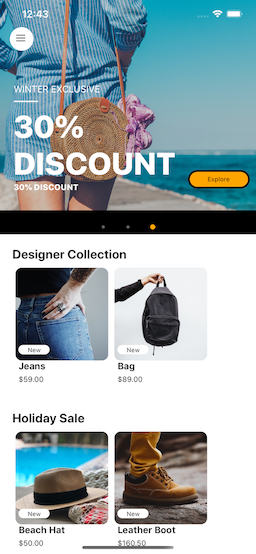 12:43
WINTER EXCLUSIVE
30%
DISCOUNT
30% DISCOUNT
Explore
Designer Collection
New
New
Jeans
Bag
$59.00
$89.00
Holiday Sale
New
New
Beach Hat
Leather Boot
$50.00
$160.50